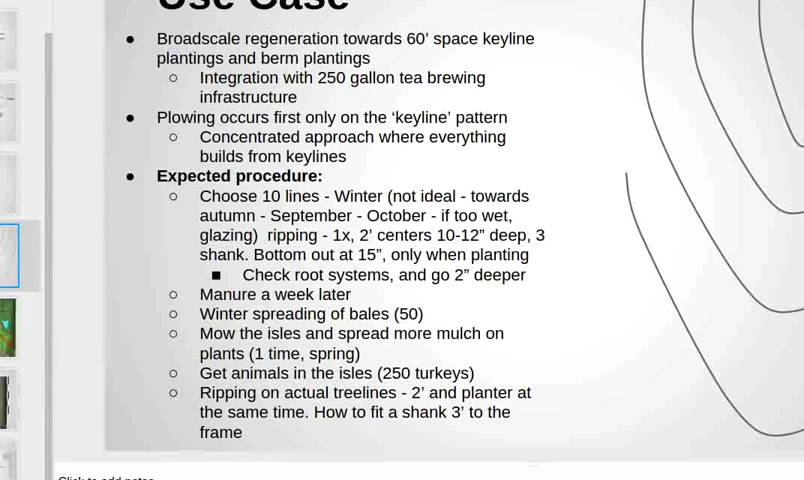 Use Case
● Broadscale regeneration towards 60’ space keyline
plantings and berm plantings
○ Integration with 250 gallon tea brewing
infrastructure
● Plowing occurs first only on the ‘keyline’ pattern
○ Concentrated approach where everything
builds from keylines
● Expected procedure:
○ Choose 10 lines - Winter (not ideal - towards
autumn - September - October - if too wet,
glazing)  ripping - 1x, 2’ centers 10-12” deep, 3
shank. Bottom out at 15”, only when planting
■ Check root systems, and go 2” deeper
○ Manure a week later
○ Winter spreading of bales (50)
○ Mow the isles and spread more mulch on
plants (1 time, spring)
○ Get animals in the isles (250 turkeys)
○ Ripping on actual treelines - 2’ and planter at
the same time. How to fit a shank 3’ to the
frame
Click to add notes